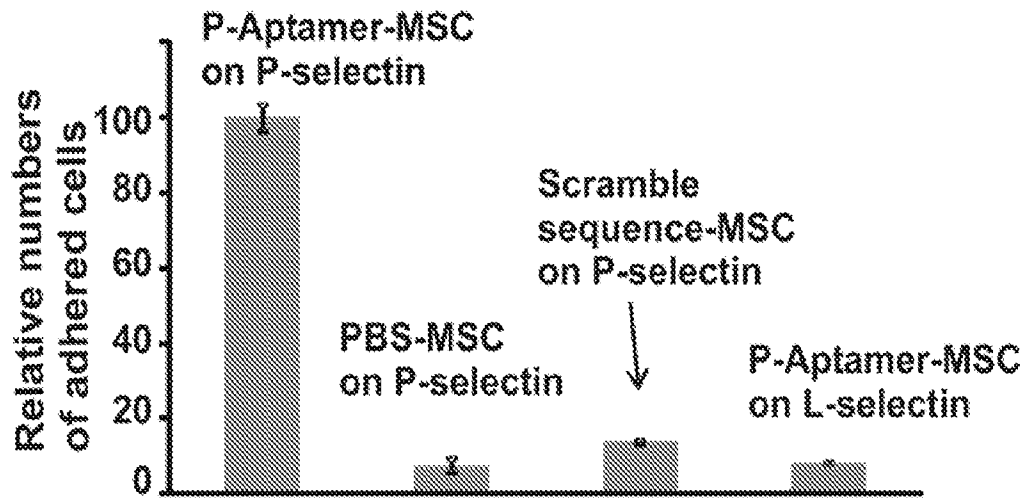 P-Aptamer-MSC
on P-selectin
Relative numbers
of adhered cells
100
80
60
40
20
0
PBS-MSC
on P-selectin
Scramble
sequence-MSC
on P-selectin
P-Aptamer-MSC
on L-selectin